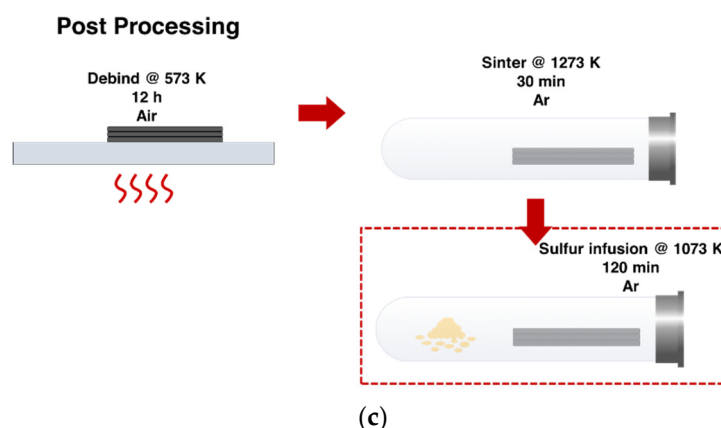 Post Processing
Debind @ 573 K
12 h
Air
Sinter @ 1273 K
30 min
Ar
Sulfur infusion @ 1073 K
120 min
Ar
(c)